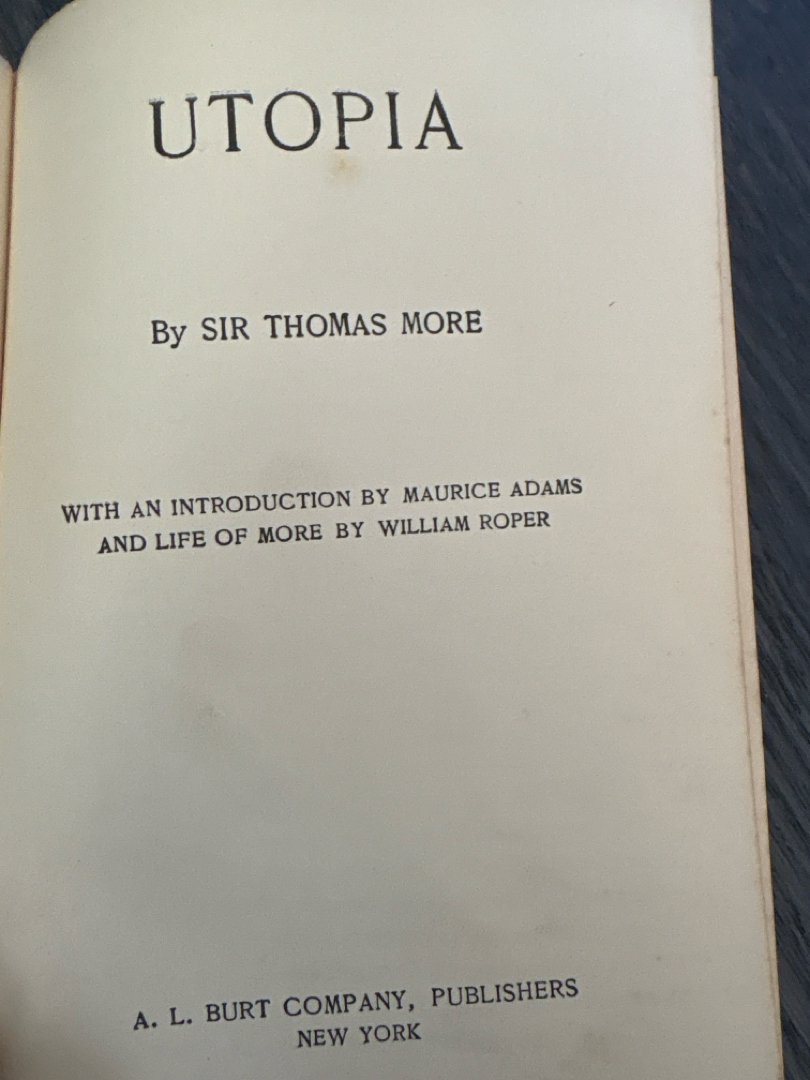 UTOPIA
By SIR THOMAS MORE
WITH AN INTRODUCTION BY MAURICE ADAMS
AND LIFE OF MORE BY WILLIAM ROPER
A. L. BURT COMPANY, PUBLISHERS
NEW YORK